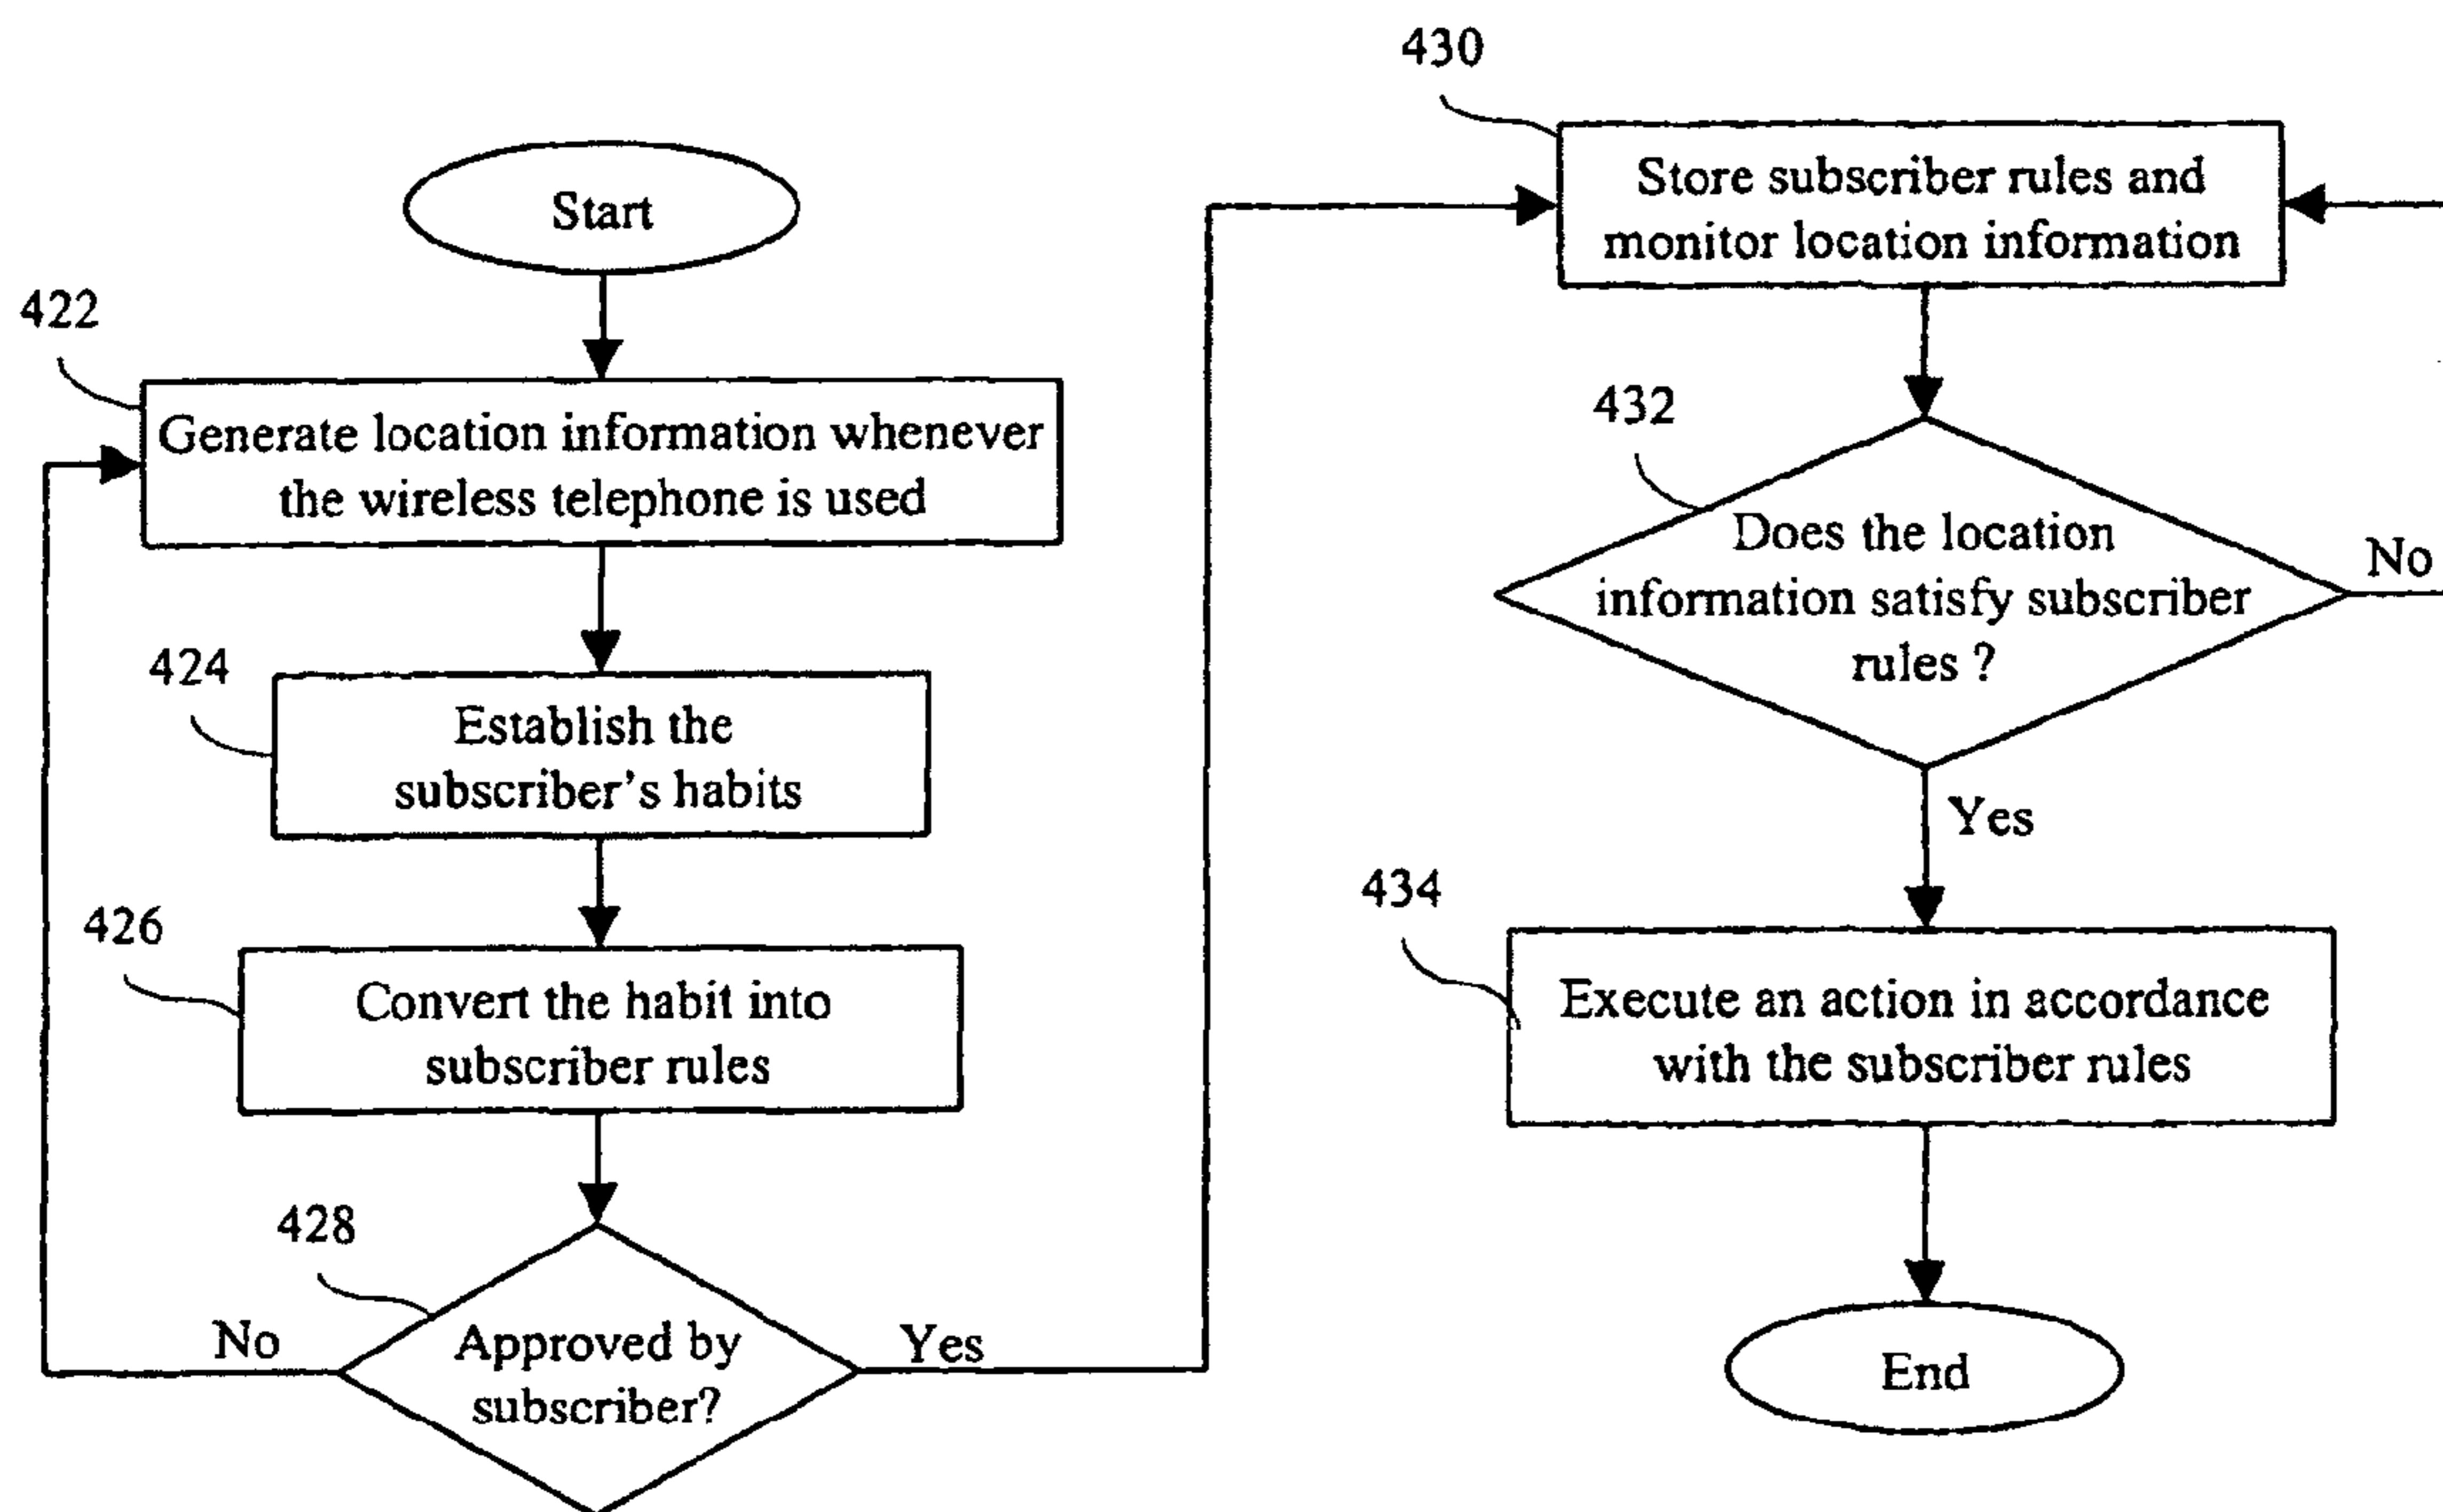 Start
422
Generate location information whenever
the wireless telephone is used
424
Establish the
subscriber's habits
426
Convert the habit into
subscriber rules
428
Approved by
subscriber?
No
Yes
430
Store subscriber rules and
monitor location information
432
Does the location
information satisfy subscriber
rules ?
No
Yes
434
Execute an action in accordance
with the subscriber rules
End